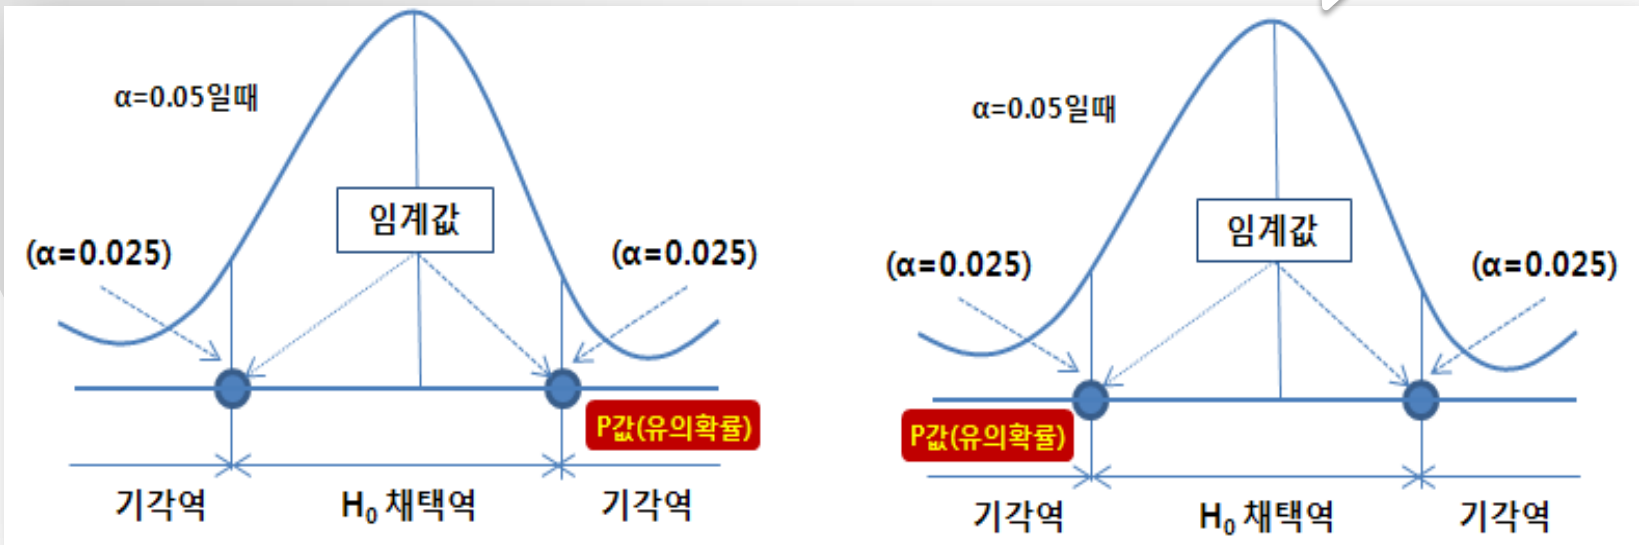 α=0.05일때
임계값
(α=0.025)
(α=0.025)
P값(유의확률)
기각역
H₀ 채택역
기각역
α=0.05일때
임계값
(α=0.025)
(α=0.025)
P값(유의확률)
기각역
H₀ 채택역
기각역